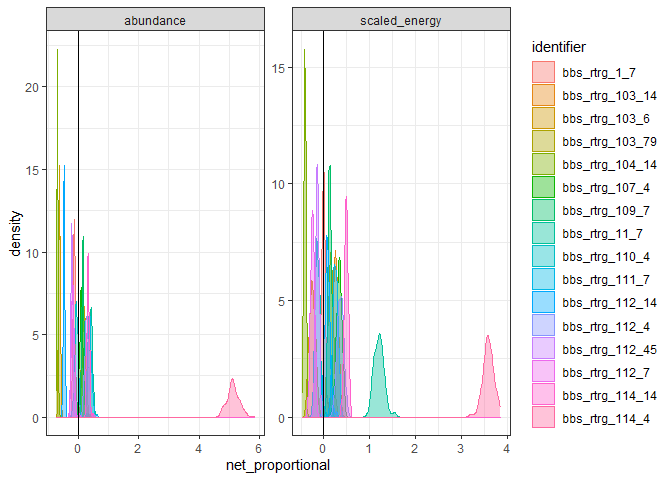 abundance
scaled_energy
identifier
bbs_rtrg_1_7
bbs_rtrg_103_14
bbs_rtrg_103_6
bbs_rtrg_103_79
bbs_rtrg_104_14
bbs_rtrg_107_4
bbs_rtrg_109_7
bbs_rtrg_11_7
bbs_rtrg_110_4
bbs_rtrg_111_7
bbs_rtrg_112_14
bbs_rtrg_112_4
bbs_rtrg_112_45
bbs_rtrg_112_7
bbs_rtrg_114_14
bbs_rtrg_114_4
density
20
15
10
5
0
15
10
5
0
0 2 4 6
0 1 2 3 4
net_proportional